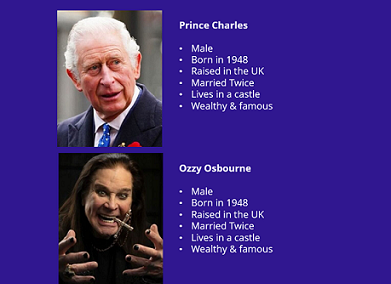 Prince Charles
• Male
• Born in 1948
• Raised in the UK
• Married Twice
• Lives in a castle
• Wealthy & famous
Ozzy Osbourne
• Male
• Born in 1948
• Raised in the UK
• Married Twice
• Lives in a castle
• Wealthy & famous